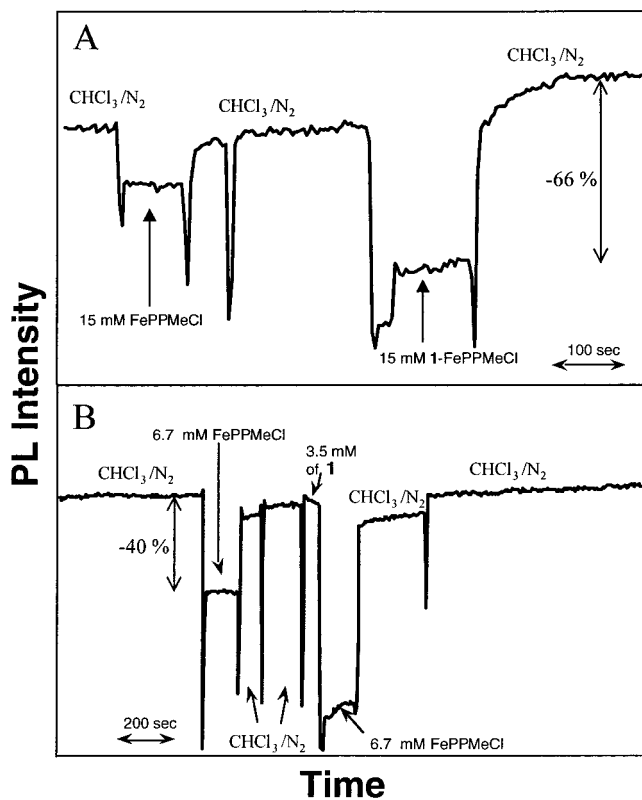 A
CHCl₃/N₂
CHCl₃/N₂
CHCl₃/N₂
-66 %
15 mM FePPMeCl
15 mM 1-FePPMeCl
100 sec
PL Intensity
B
6.7 mM FePPMeCl
3.5 mM
of 1
CHCl₃/N₂
CHCl₃/N₂
CHCl₃/N₂
-40 %
200 sec
CHCl₃/N₂
6.7 mM FePPMeCl
Time